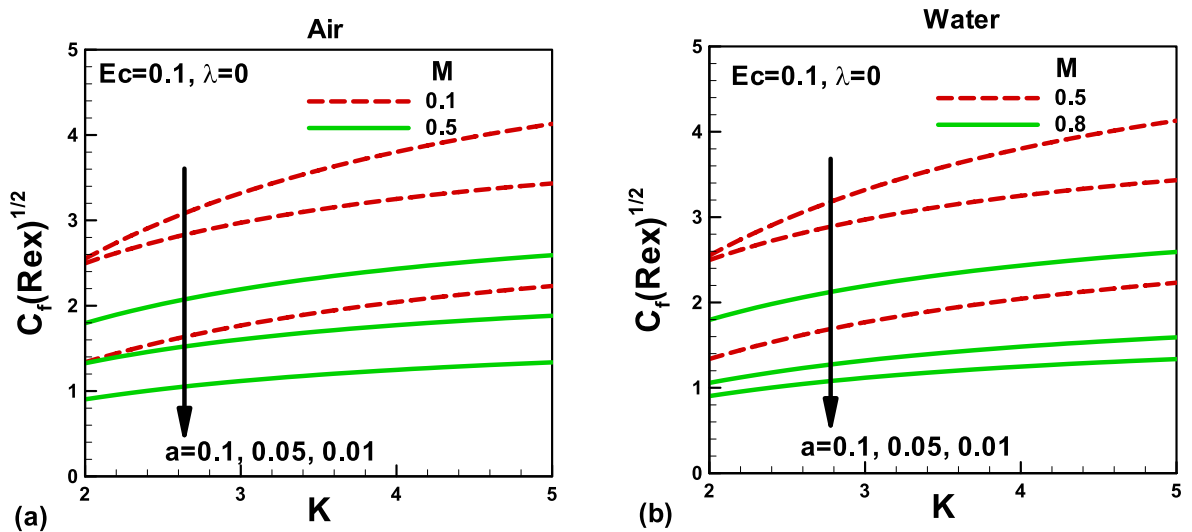 Air
Ec=0.1, λ=0
M
0.1
0.5
C_f(Rex)^1/2
5
4
3
2
1
0
a=0.1, 0.05, 0.01
2 3 4 5
K
(a)
Water
Ec=0.1, λ=0
M
0.5
0.8
C_f(Rex)^1/2
5
4
3
2
1
0
a=0.1, 0.05, 0.01
2 3 4 5
K
(b)